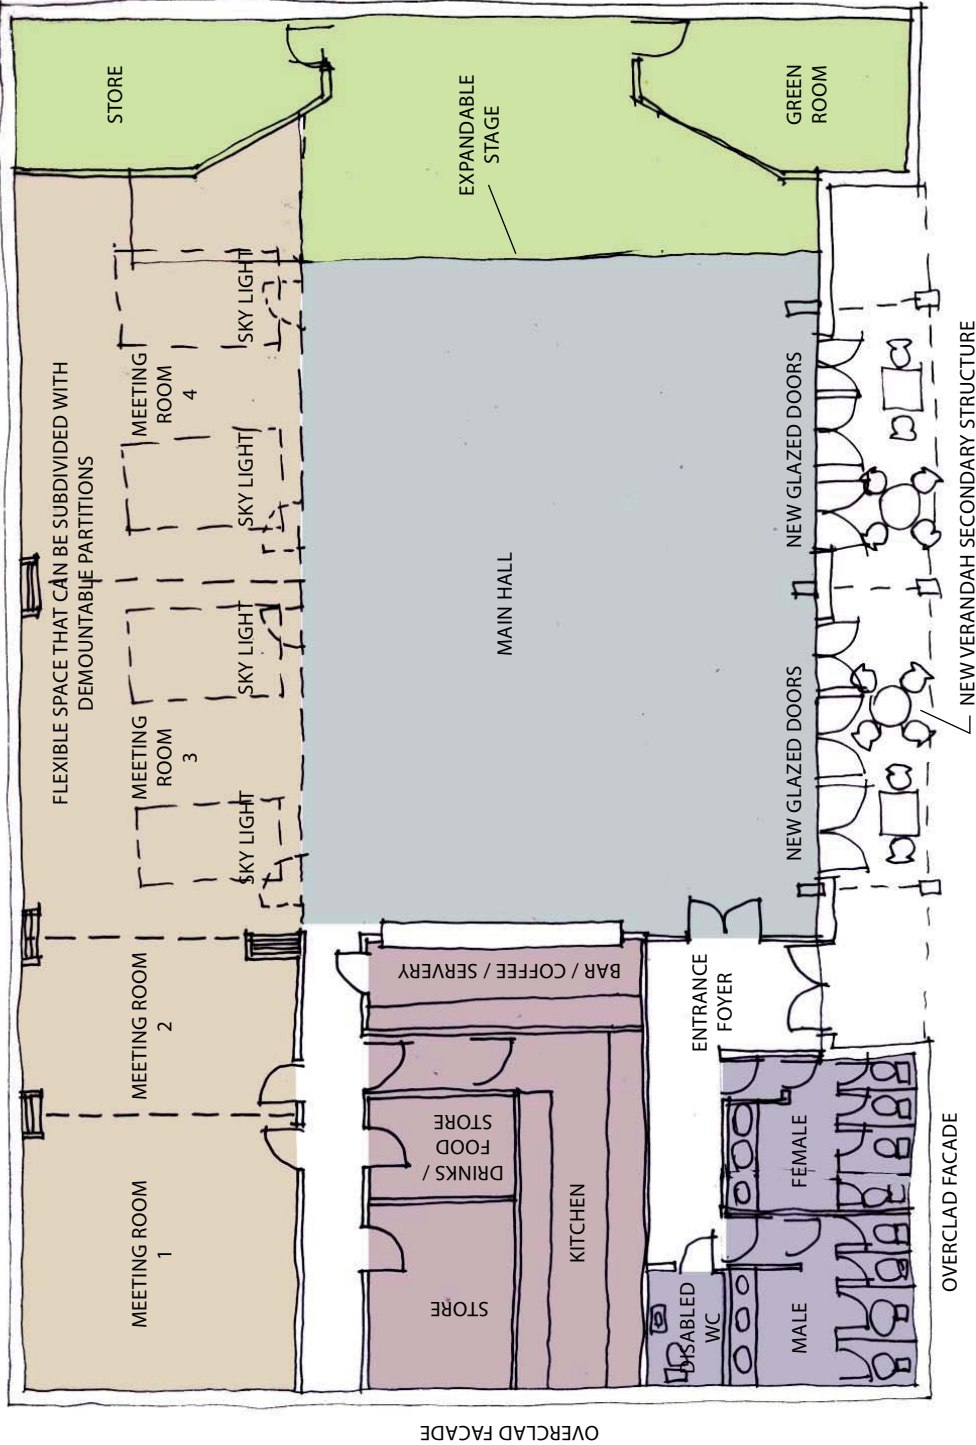 STORE
EXPANDABLE
STAGE
GREEN
ROOM
FLEXIBLE SPACE THAT CAN BE SUBDIVIDED WITH
DEMOUNTABLE PARTITIONS
SKY LIGHT
MEETING
ROOM
4
SKY LIGHT
SKY LIGHT
MEETING
ROOM
3
SKY LIGHT
MAIN HALL
NEW GLAZED DOORS
NEW GLAZED DOORS
NEW VERANDAH SECONDARY STRUCTURE
MEETING ROOM
2
MEETING ROOM
1
BAR / COFFEE / SERVERY
ENTRANCE
FOYER
DRINKS /
FOOD
STORE
STORE
KITCHEN
DISABLED
WC
FEMALE
MALE
OVERCLAD FACADE
OVERCLAD FACADE